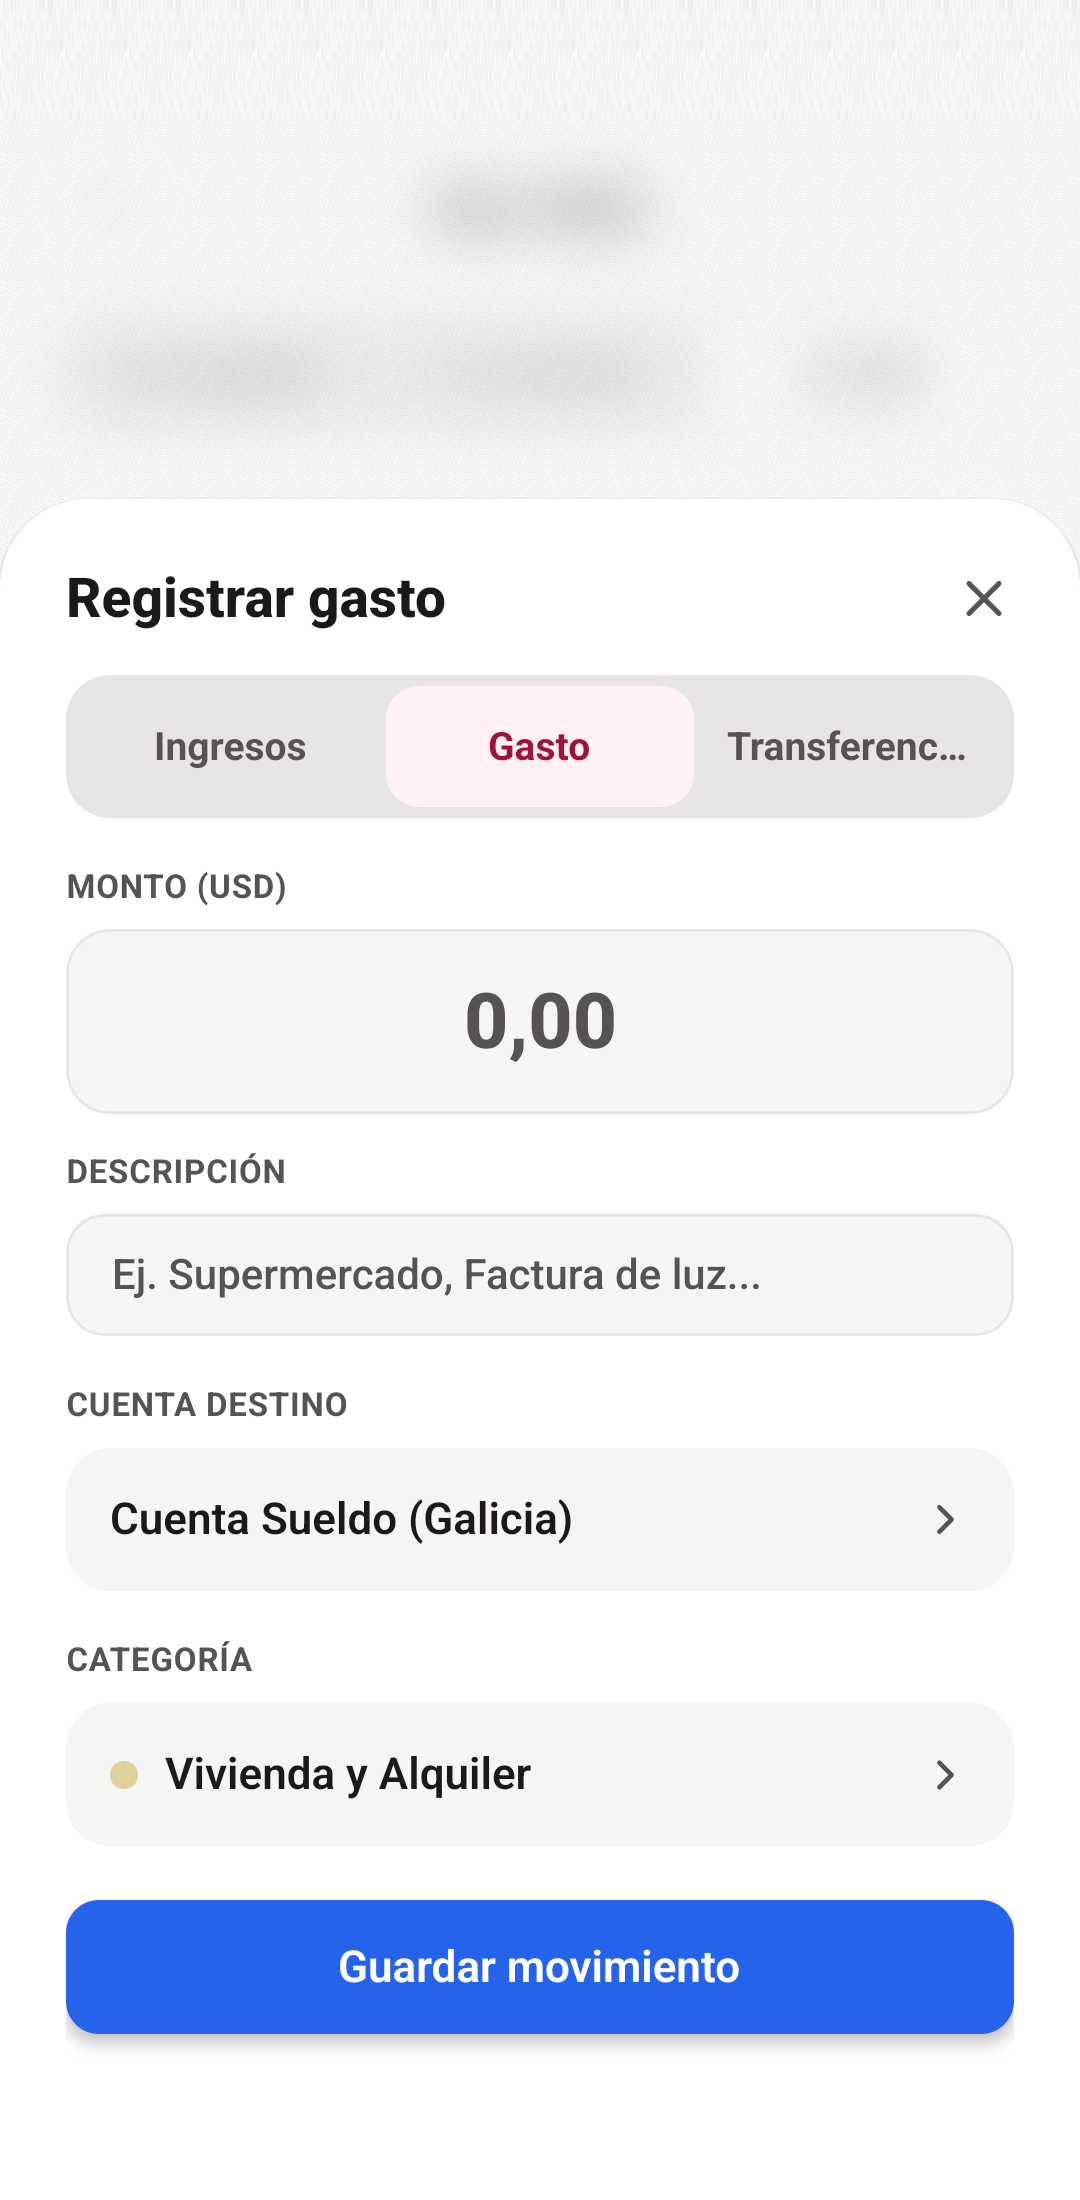 Registrar gasto
Ingresos
Gasto
Transferenc...
MONTO (USD)
0,00
DESCRIPCIÓN
Ej. Supermercado, Factura de luz...
CUENTA DESTINO
Cuenta Sueldo (Galicia)
CATEGORÍA
Vivienda y Alquiler
Guardar movimiento